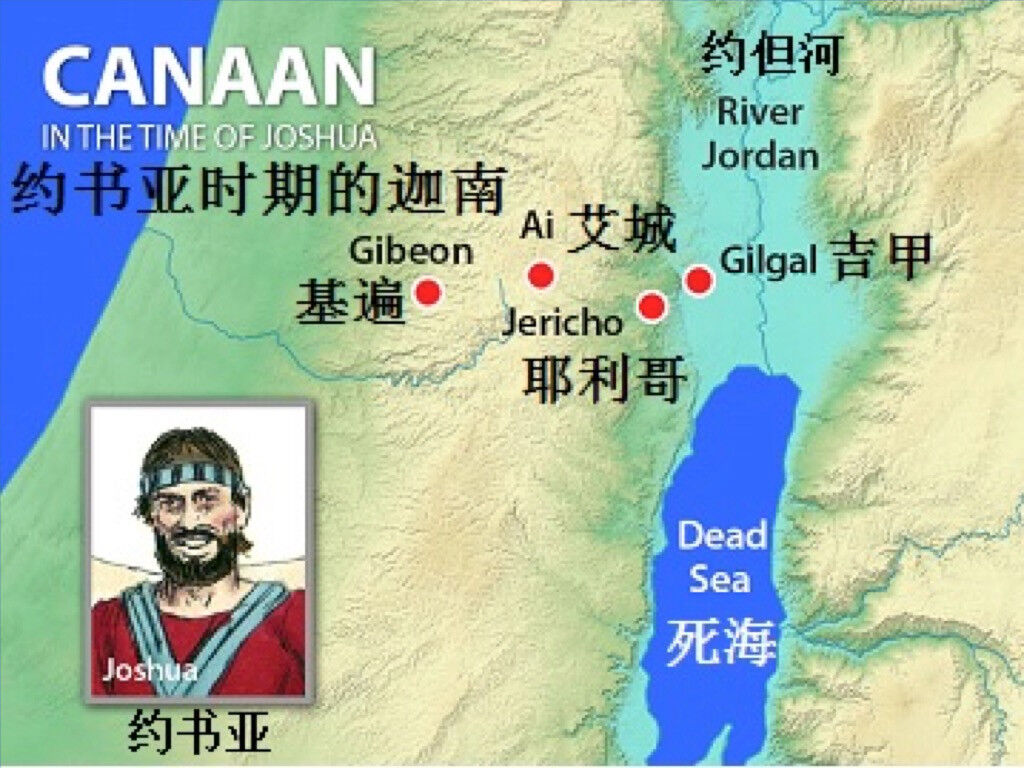 CANAAN
IN THE TIME OF JOSHUA
约书亚时期的迦南
约但河
River
Jordan
Ai 艾城
Gibeon
基遍
Gilgal 吉甲
Jericho
耶利哥
Dead
Sea
死海
Joshua
约书亚